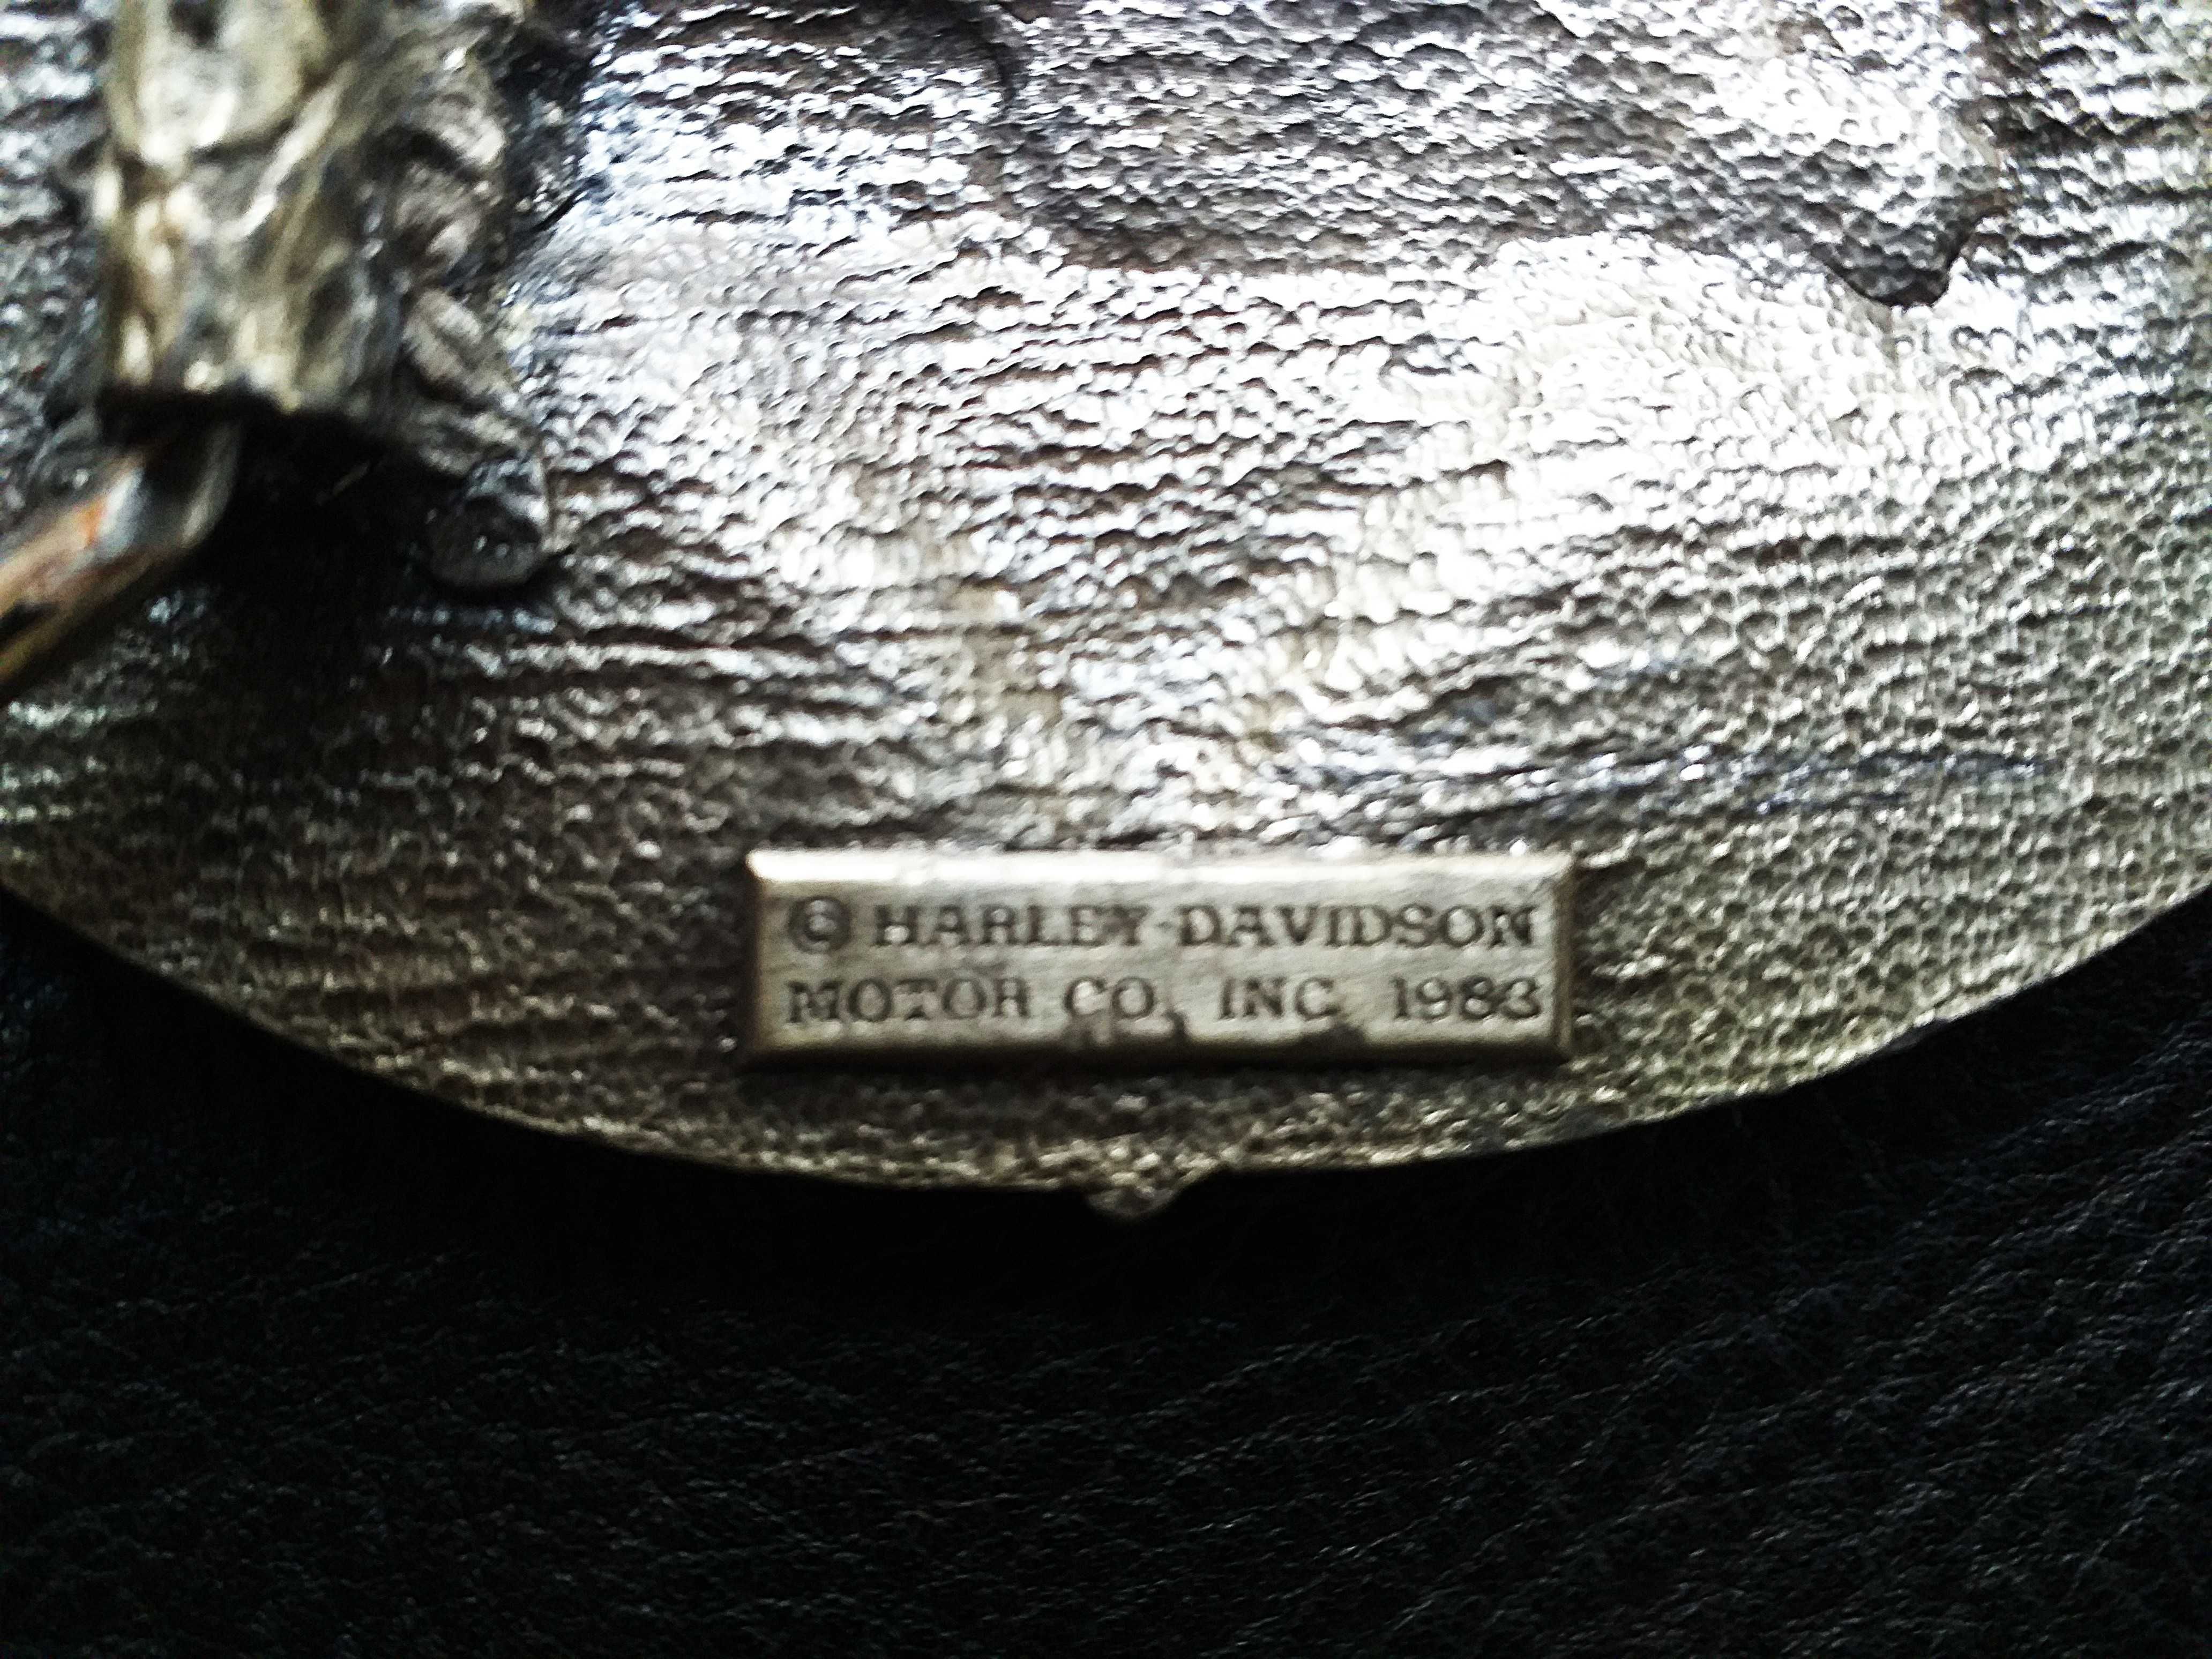 © HARLEY-DAVIDSON
MOTOR CO. INC. 1983